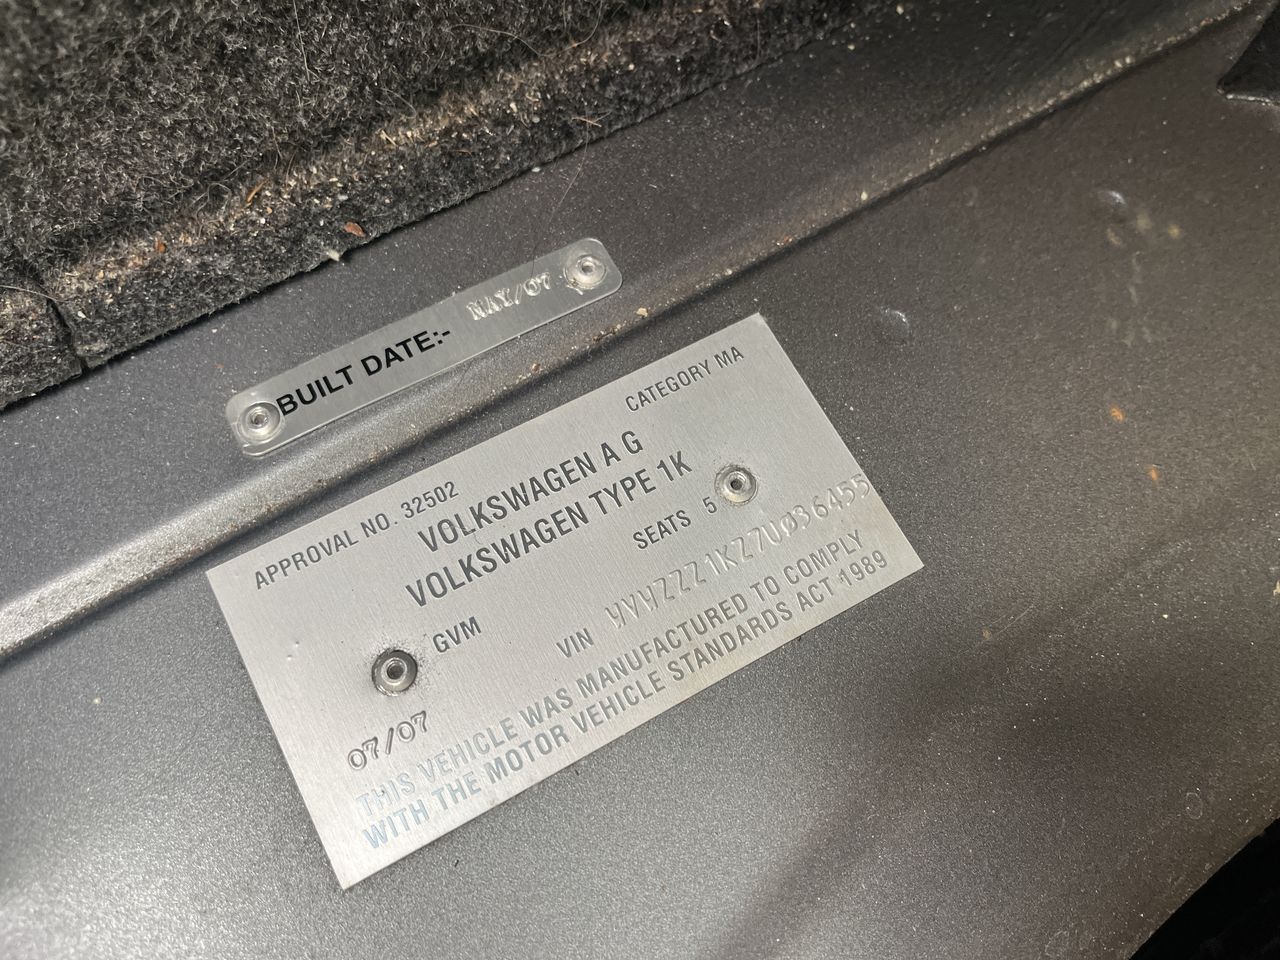 BUILT DATE:- MAY/07
APPROVAL NO. 32502 CATEGORY MA
VOLKSWAGEN A G
VOLKSWAGEN TYPE 1K
GVM SEATS 5
VIN WVWZZZ1KZ7U036455
07/07
THIS VEHICLE WAS MANUFACTURED TO COMPLY
WITH THE MOTOR VEHICLE STANDARDS ACT 1989